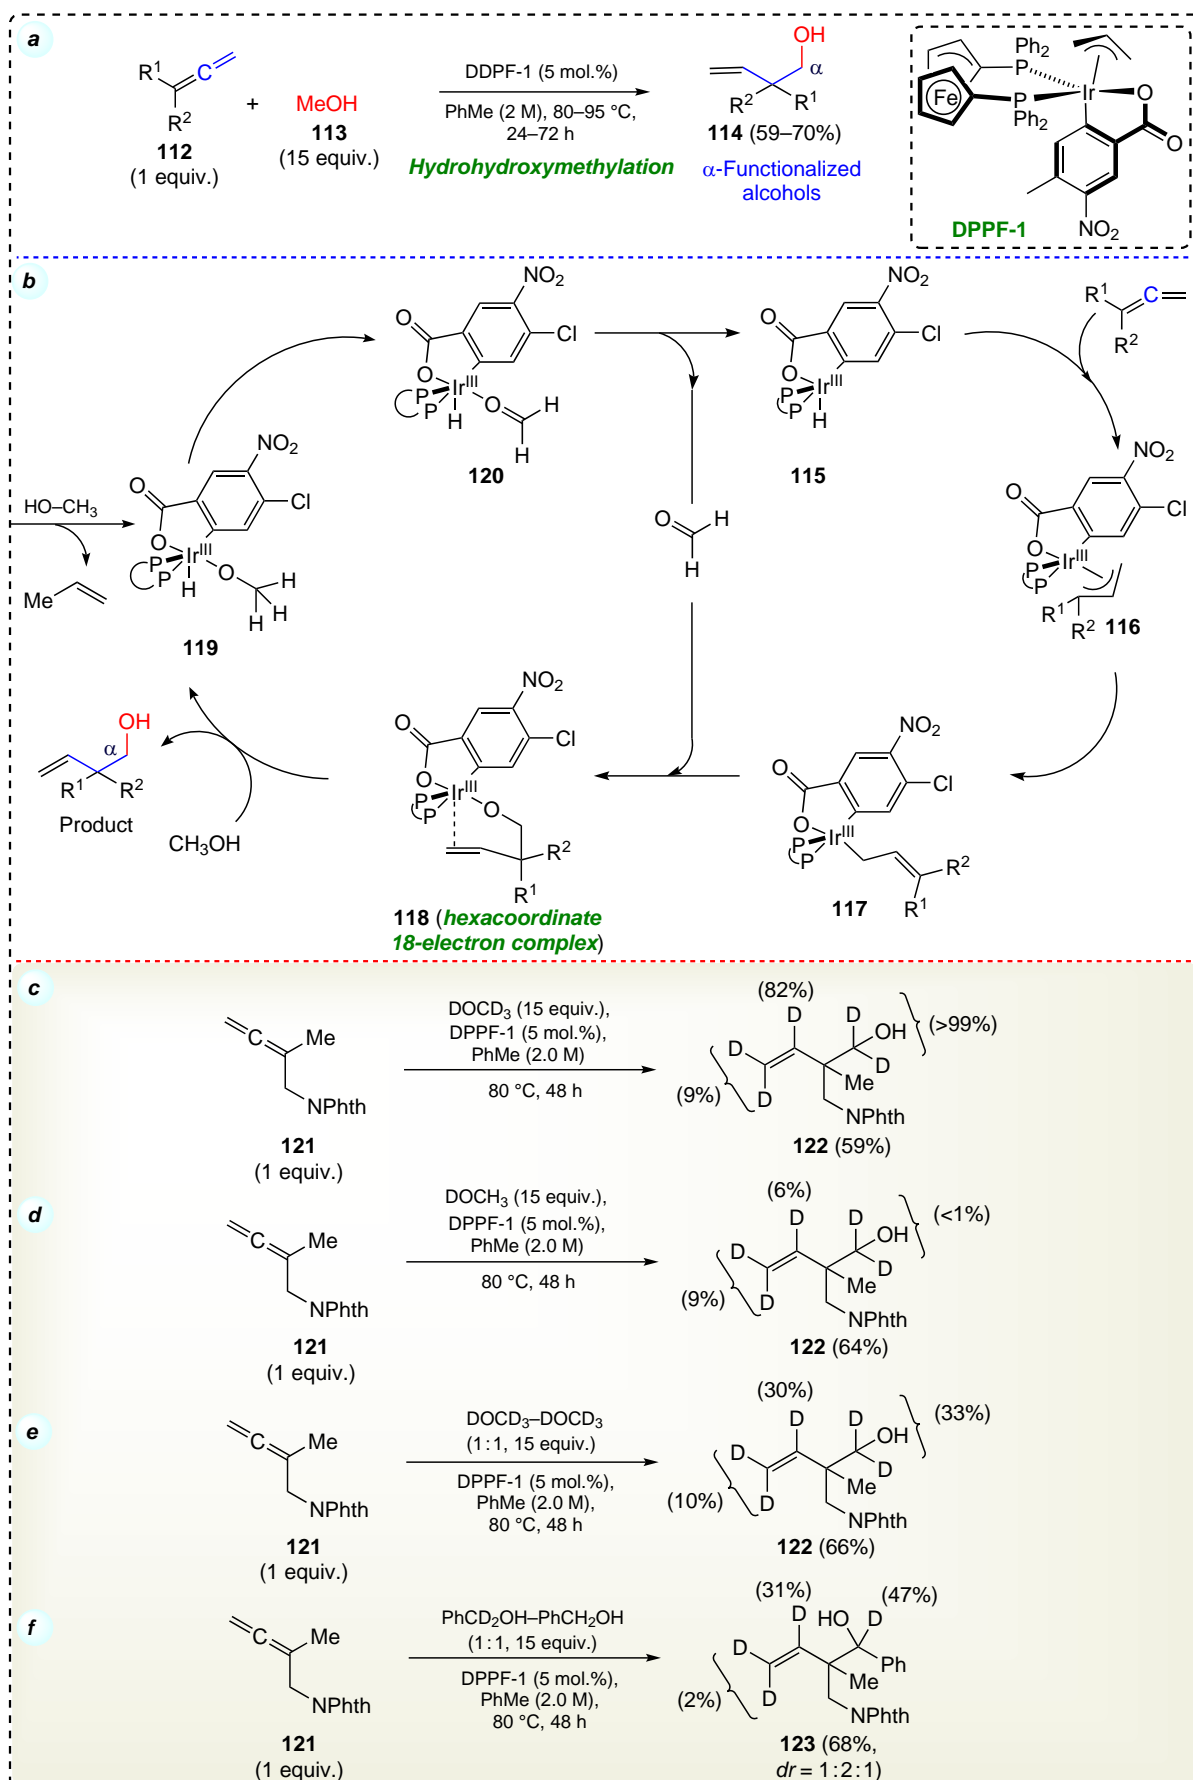 a
R1
C
R2
112
(1 equiv.)
+
MeOH
113
(15 equiv.)
DDPF-1 (5 mol.%)
PhMe (2 M), 80–95 °C,
24–72 h
Hydrohydroxymethylation
OH
α
R2
R1
114 (59–70%)
α-Functionalized
alcohols
Ph2
P
Fe
P
Ph2
Ir
O
O
NO2
DPPF-1
b
HO–CH3
Me
NO2
O
Cl
O
IrIII
P
P
H
O
H
H
H
119
NO2
O
Cl
O
IrIII
P
P
H
O
H
H
120
O
H
H
NO2
O
Cl
O
IrIII
P
P
H
115
R1
C
R2
NO2
O
Cl
O
IrIII
P
P
R1
R2
116
NO2
O
Cl
O
IrIII
P
P
R2
R1
117
NO2
O
Cl
O
IrIII
P
P
O
R2
R1
118 (hexacoordinate
18-electron complex)
OH
α
R1
R2
Product
CH3OH
c
C
Me
NPhth
121
(1 equiv.)
DOCD3 (15 equiv.),
DPPF-1 (5 mol.%),
PhMe (2.0 M)
80 °C, 48 h
(82%)
D
D
OH
(>99%)
D
D
Me
(9%)
D
NPhth
122 (59%)
d
C
Me
NPhth
121
(1 equiv.)
DOCH3 (15 equiv.),
DPPF-1 (5 mol.%),
PhMe (2.0 M)
80 °C, 48 h
(6%)
D
D
OH
(<1%)
D
D
Me
(9%)
D
NPhth
122 (64%)
e
C
Me
NPhth
121
(1 equiv.)
DOCD3–DOCD3
(1:1, 15 equiv.)
DPPF-1 (5 mol.%),
PhMe (2.0 M),
80 °C, 48 h
(30%)
D
D
OH
(33%)
D
D
Me
(10%)
D
NPhth
122 (66%)
f
C
Me
NPhth
121
(1 equiv.)
PhCD2OH–PhCH2OH
(1:1, 15 equiv.)
DPPF-1 (5 mol.%),
PhMe (2.0 M),
80 °C, 48 h
(31%)
(47%)
D
HO
D
D
Ph
Me
(2%)
D
NPhth
123 (68%,
dr = 1:2:1)